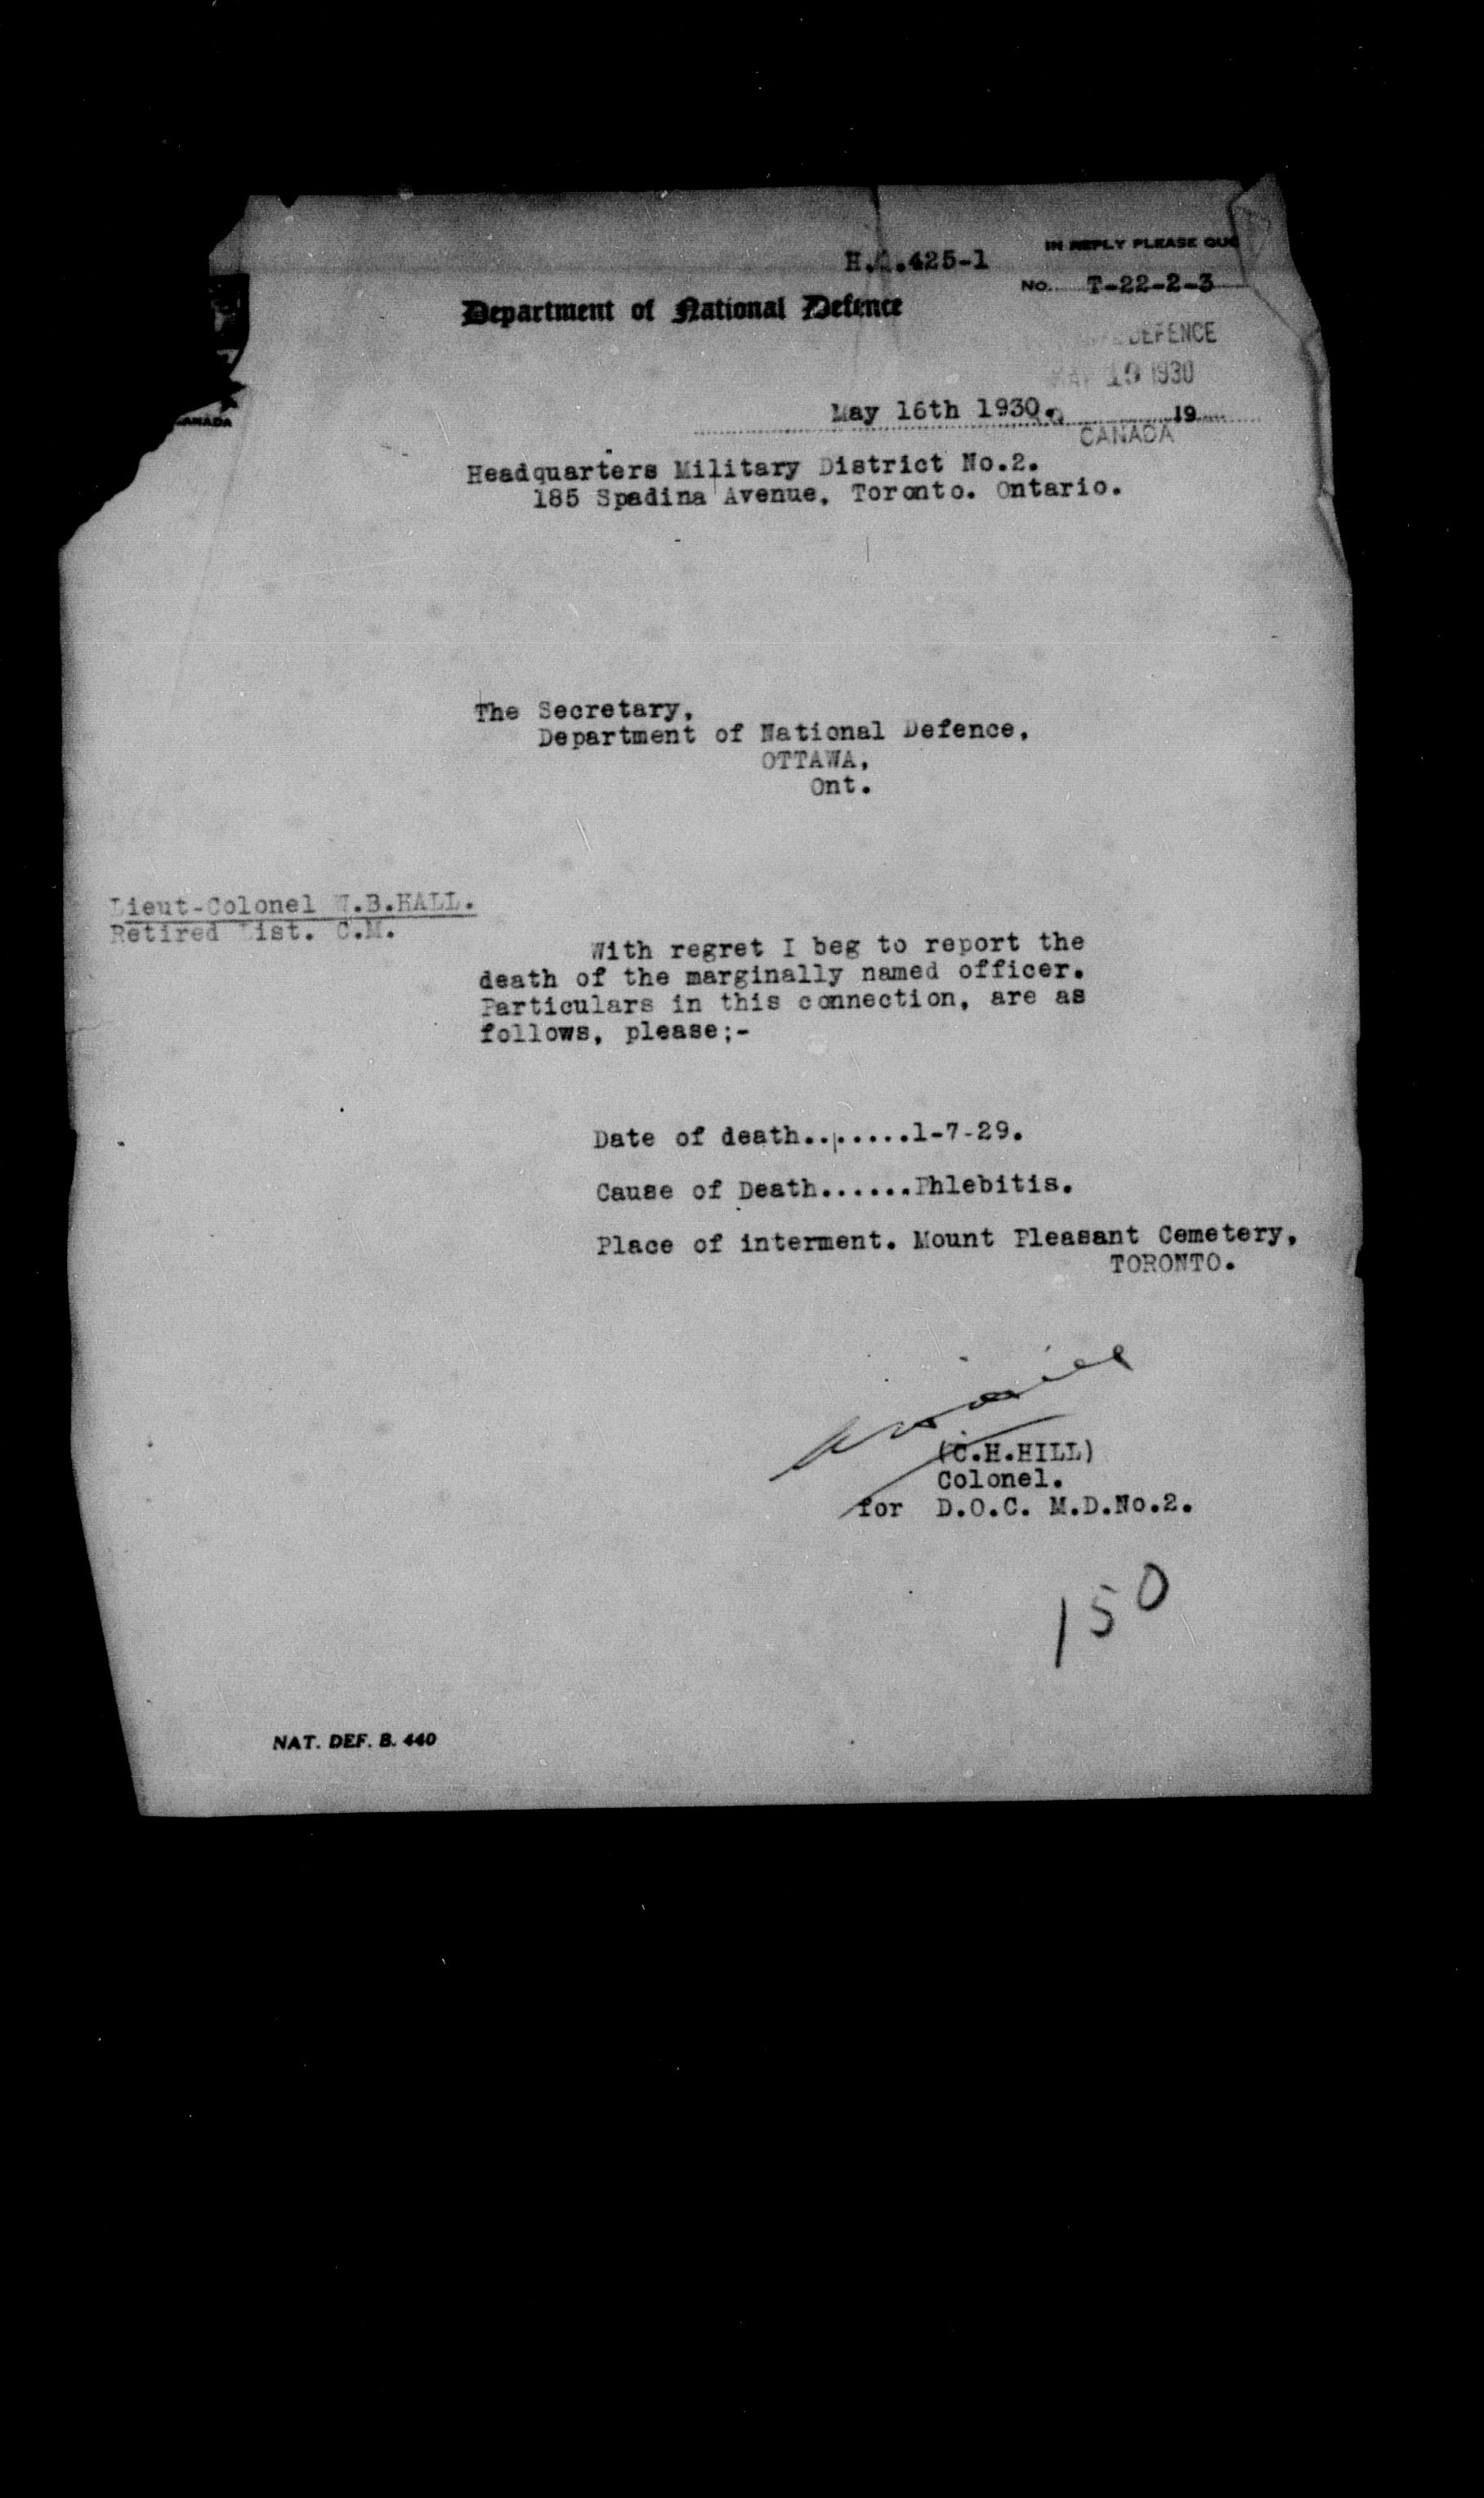 H.Q.425-1
IN REPLY PLEASE QUO
NO. T-22-2-3
Department of National Defence
DEFENCE
19 1930
May 16th 1930. 19
CANADA
CANADA
Headquarters Military District No.2.
185 Spadina Avenue, Toronto. Ontario.
The Secretary,
Department of National Defence,
OTTAWA,
Ont.
Lieut-Colonel W.B.HALL.
Retired List. C.M.
With regret I beg to report the
death of the marginally named officer.
Particulars in this connection, are as
follows, please;-
Date of death........1-7-29.
Cause of Death......Phlebitis.
Place of interment. Mount Pleasant Cemetery,
TORONTO.
(C.H.HILL)
Colonel.
for D.O.C. M.D.No.2.
150
NAT. DEF. B. 440